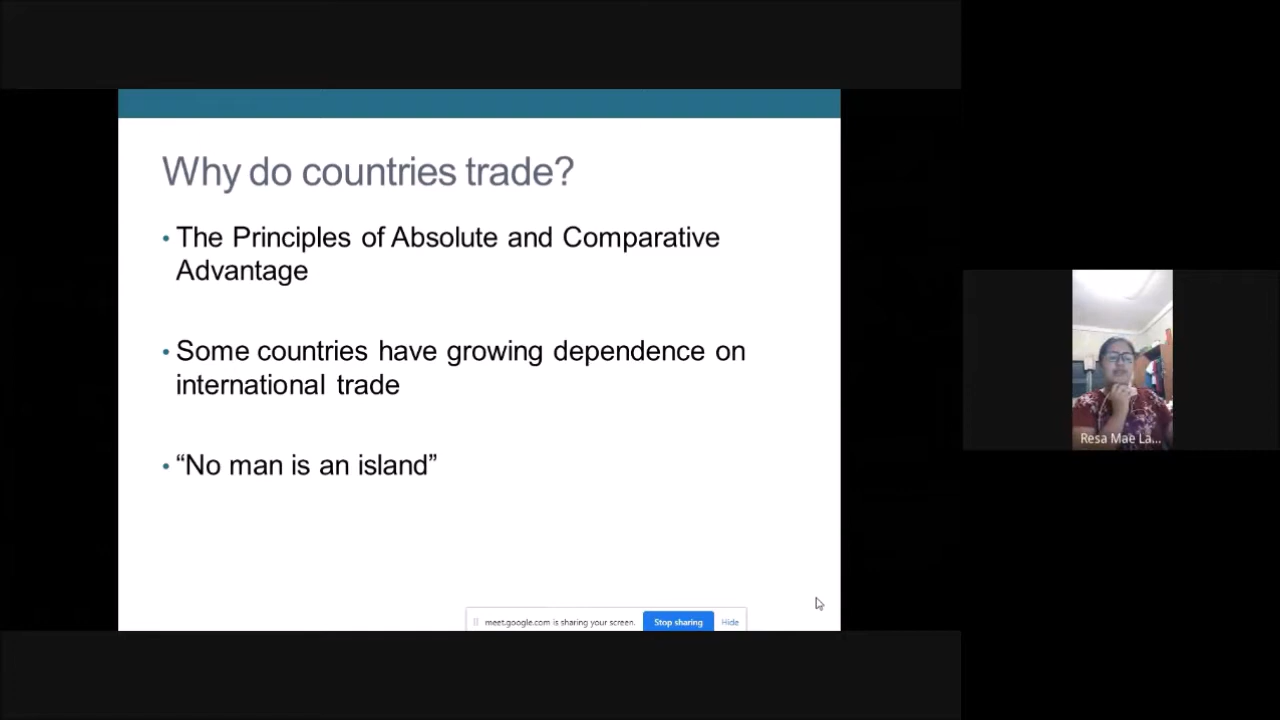 Why do countries trade?
• The Principles of Absolute and Comparative
Advantage
• Some countries have growing dependence on
international trade
• “No man is an island”
meet.google.com is sharing your screen.
Stop sharing
Hide
Resa Mae La...